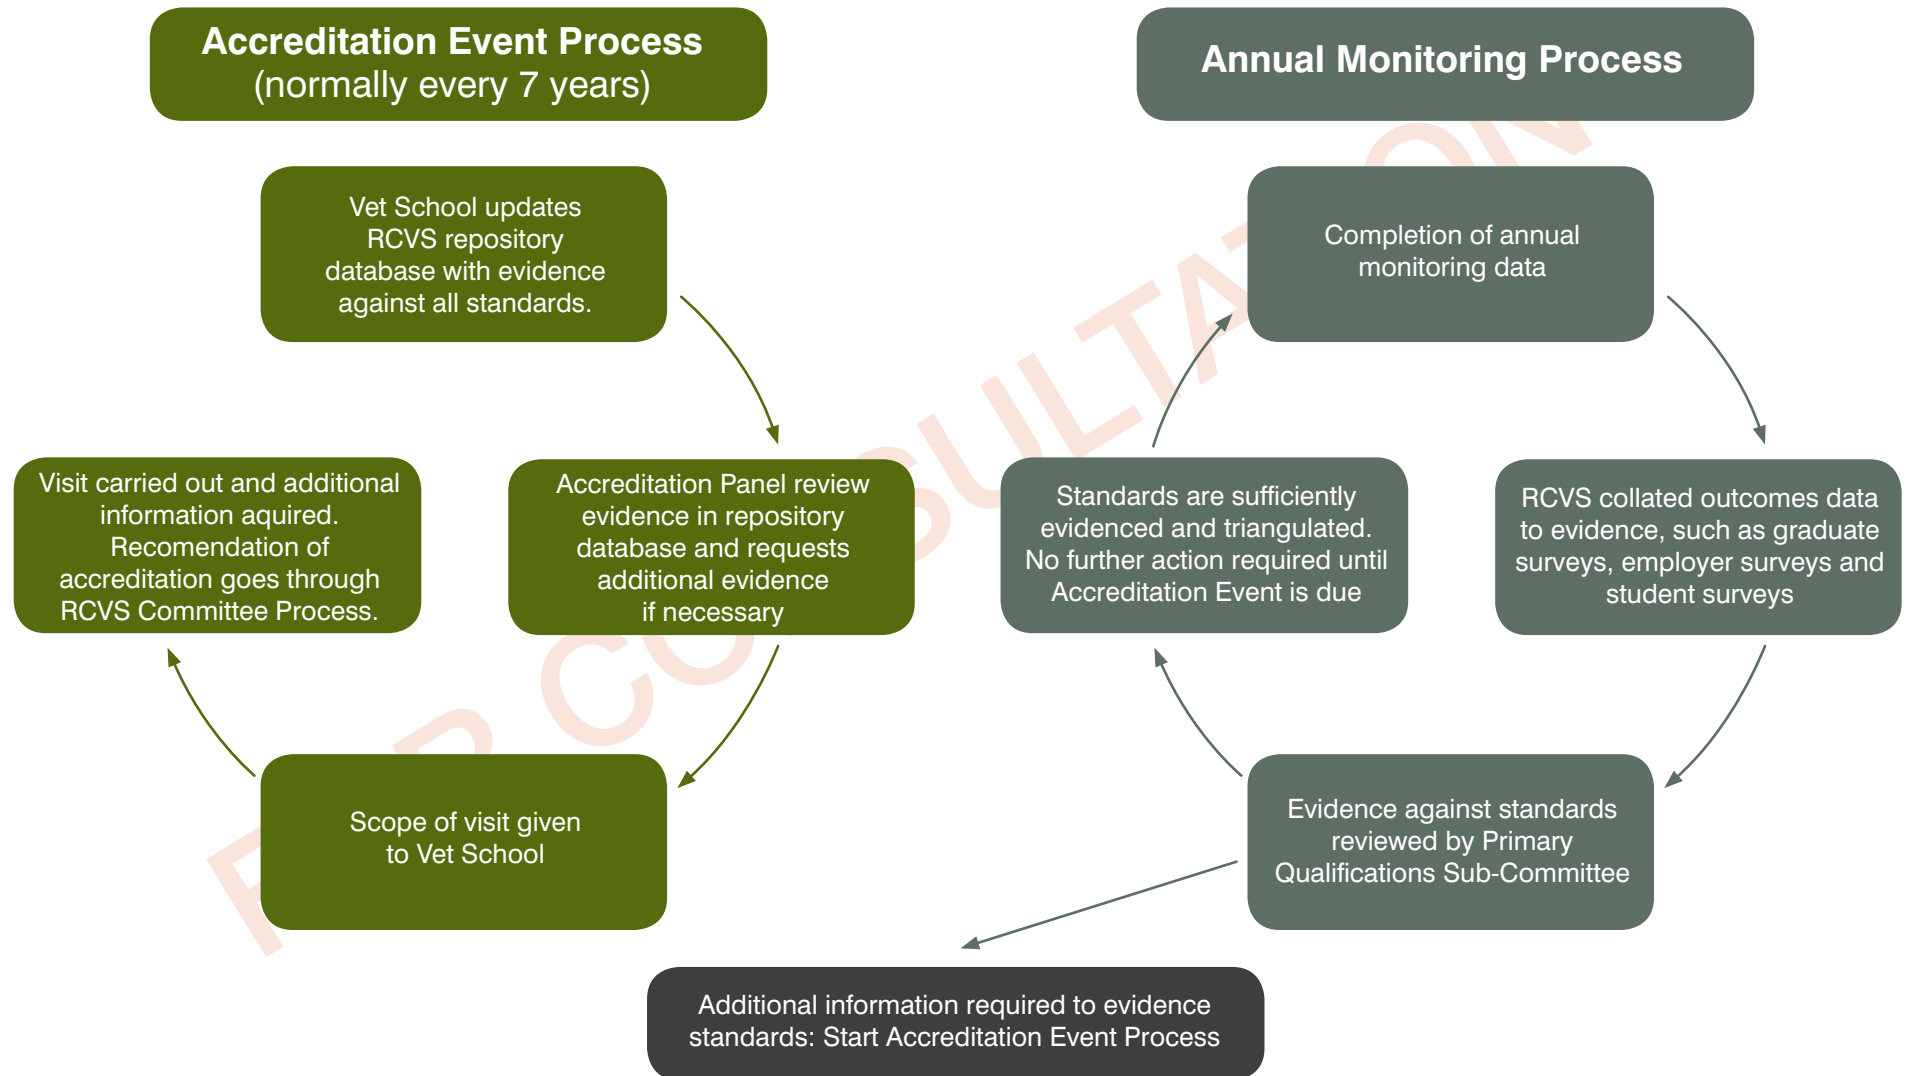 Accreditation Event Process
(normally every 7 years)
Vet School updates
RCVS repository
database with evidence
against all standards.
Accreditation Panel review
evidence in repository
database and requests
additional evidence
if necessary
Scope of visit given
to Vet School
Visit carried out and additional
information aquired.
Recomendation of
accreditation goes through
RCVS Committee Process.
Annual Monitoring Process
Completion of annual
monitoring data
RCVS collated outcomes data
to evidence, such as graduate
surveys, employer surveys and
student surveys
Evidence against standards
reviewed by Primary
Qualifications Sub-Committee
Standards are sufficiently
evidenced and triangulated.
No further action required until
Accreditation Event is due
Additional information required to evidence
standards: Start Accreditation Event Process
FOR CONSULTATION